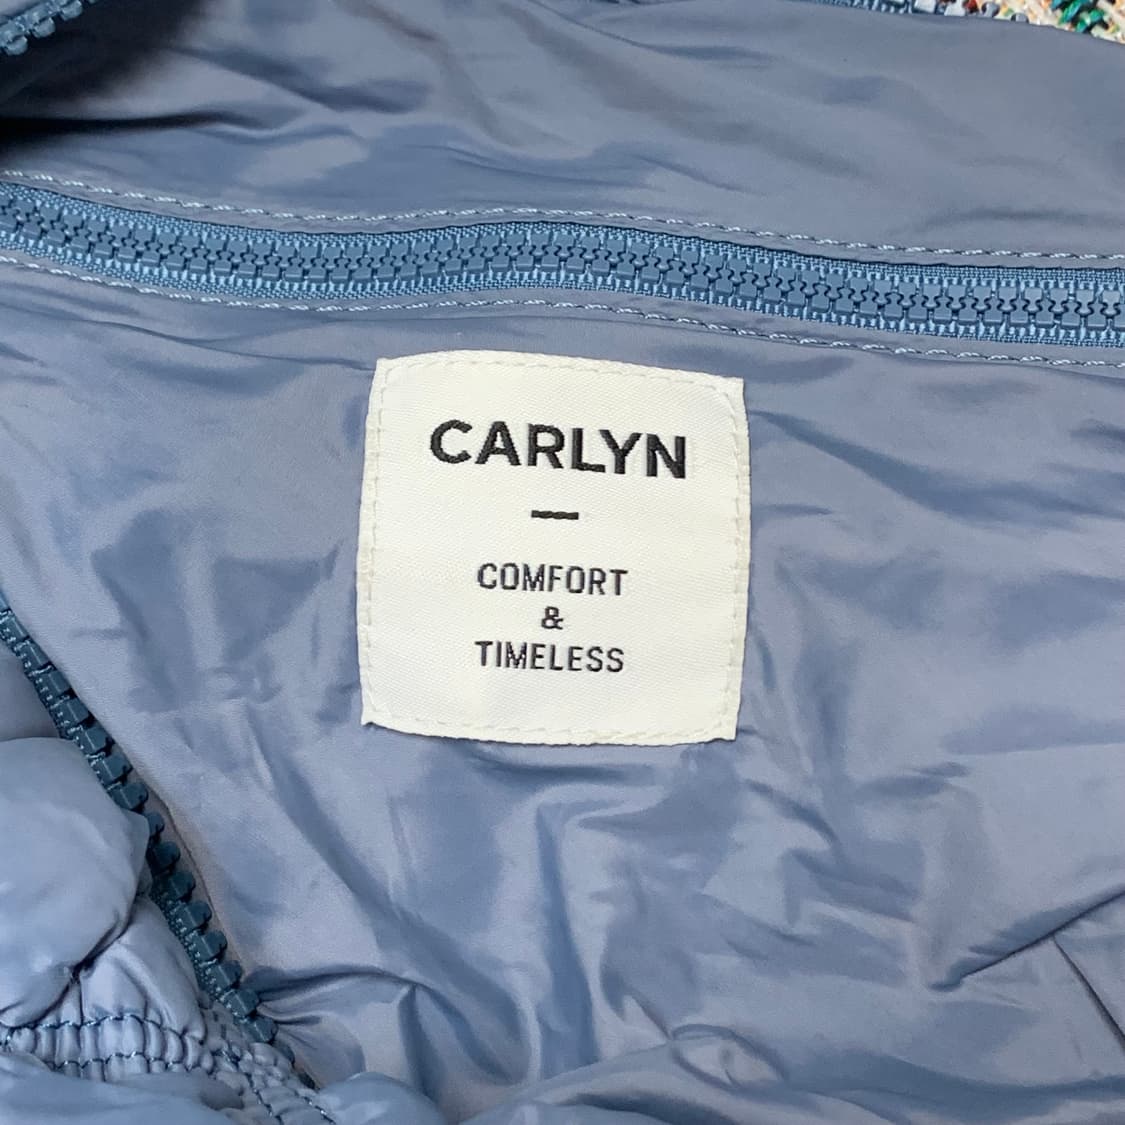 CARLYN
—
COMFORT
&
TIMELESS